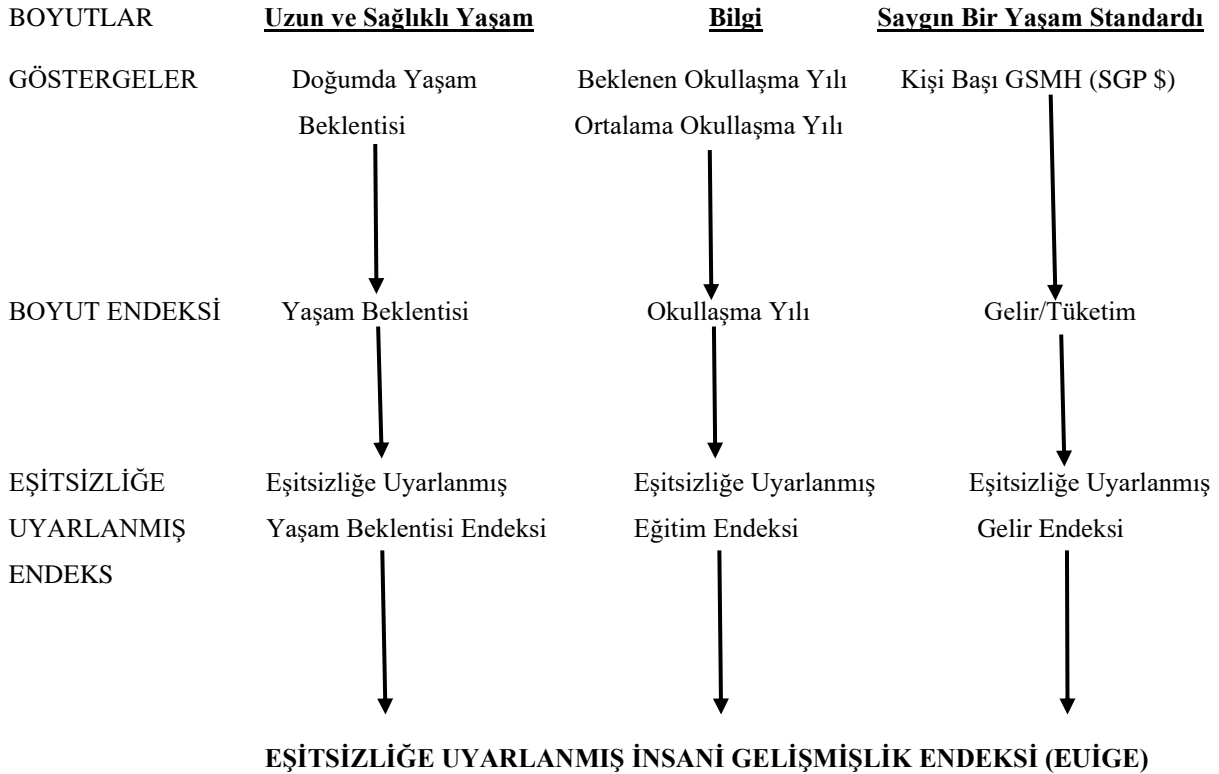 BOYUTLAR Uzun ve Sağlıklı Yaşam Bilgi Saygın Bir Yaşam Standardı
GÖSTERGELER Doğumda Yaşam Beklenen Okullaşma Yılı Kişi Başı GSMH (SGP $)
Beklentisi Ortalama Okullaşma Yılı
BOYUT ENDEKSİ Yaşam Beklentisi Okullaşma Yılı Gelir/Tüketim
EŞİTSİZLİĞE Eşitsizliğe Uyarlanmış Eşitsizliğe Uyarlanmış Eşitsizliğe Uyarlanmış
UYARLANMIŞ Yaşam Beklentisi Endeksi Eğitim Endeksi Gelir Endeksi
ENDEKS
EŞİTSİZLİĞE UYARLANMIŞ İNSANİ GELİŞMİŞLİK ENDEKSİ (EUİGE)